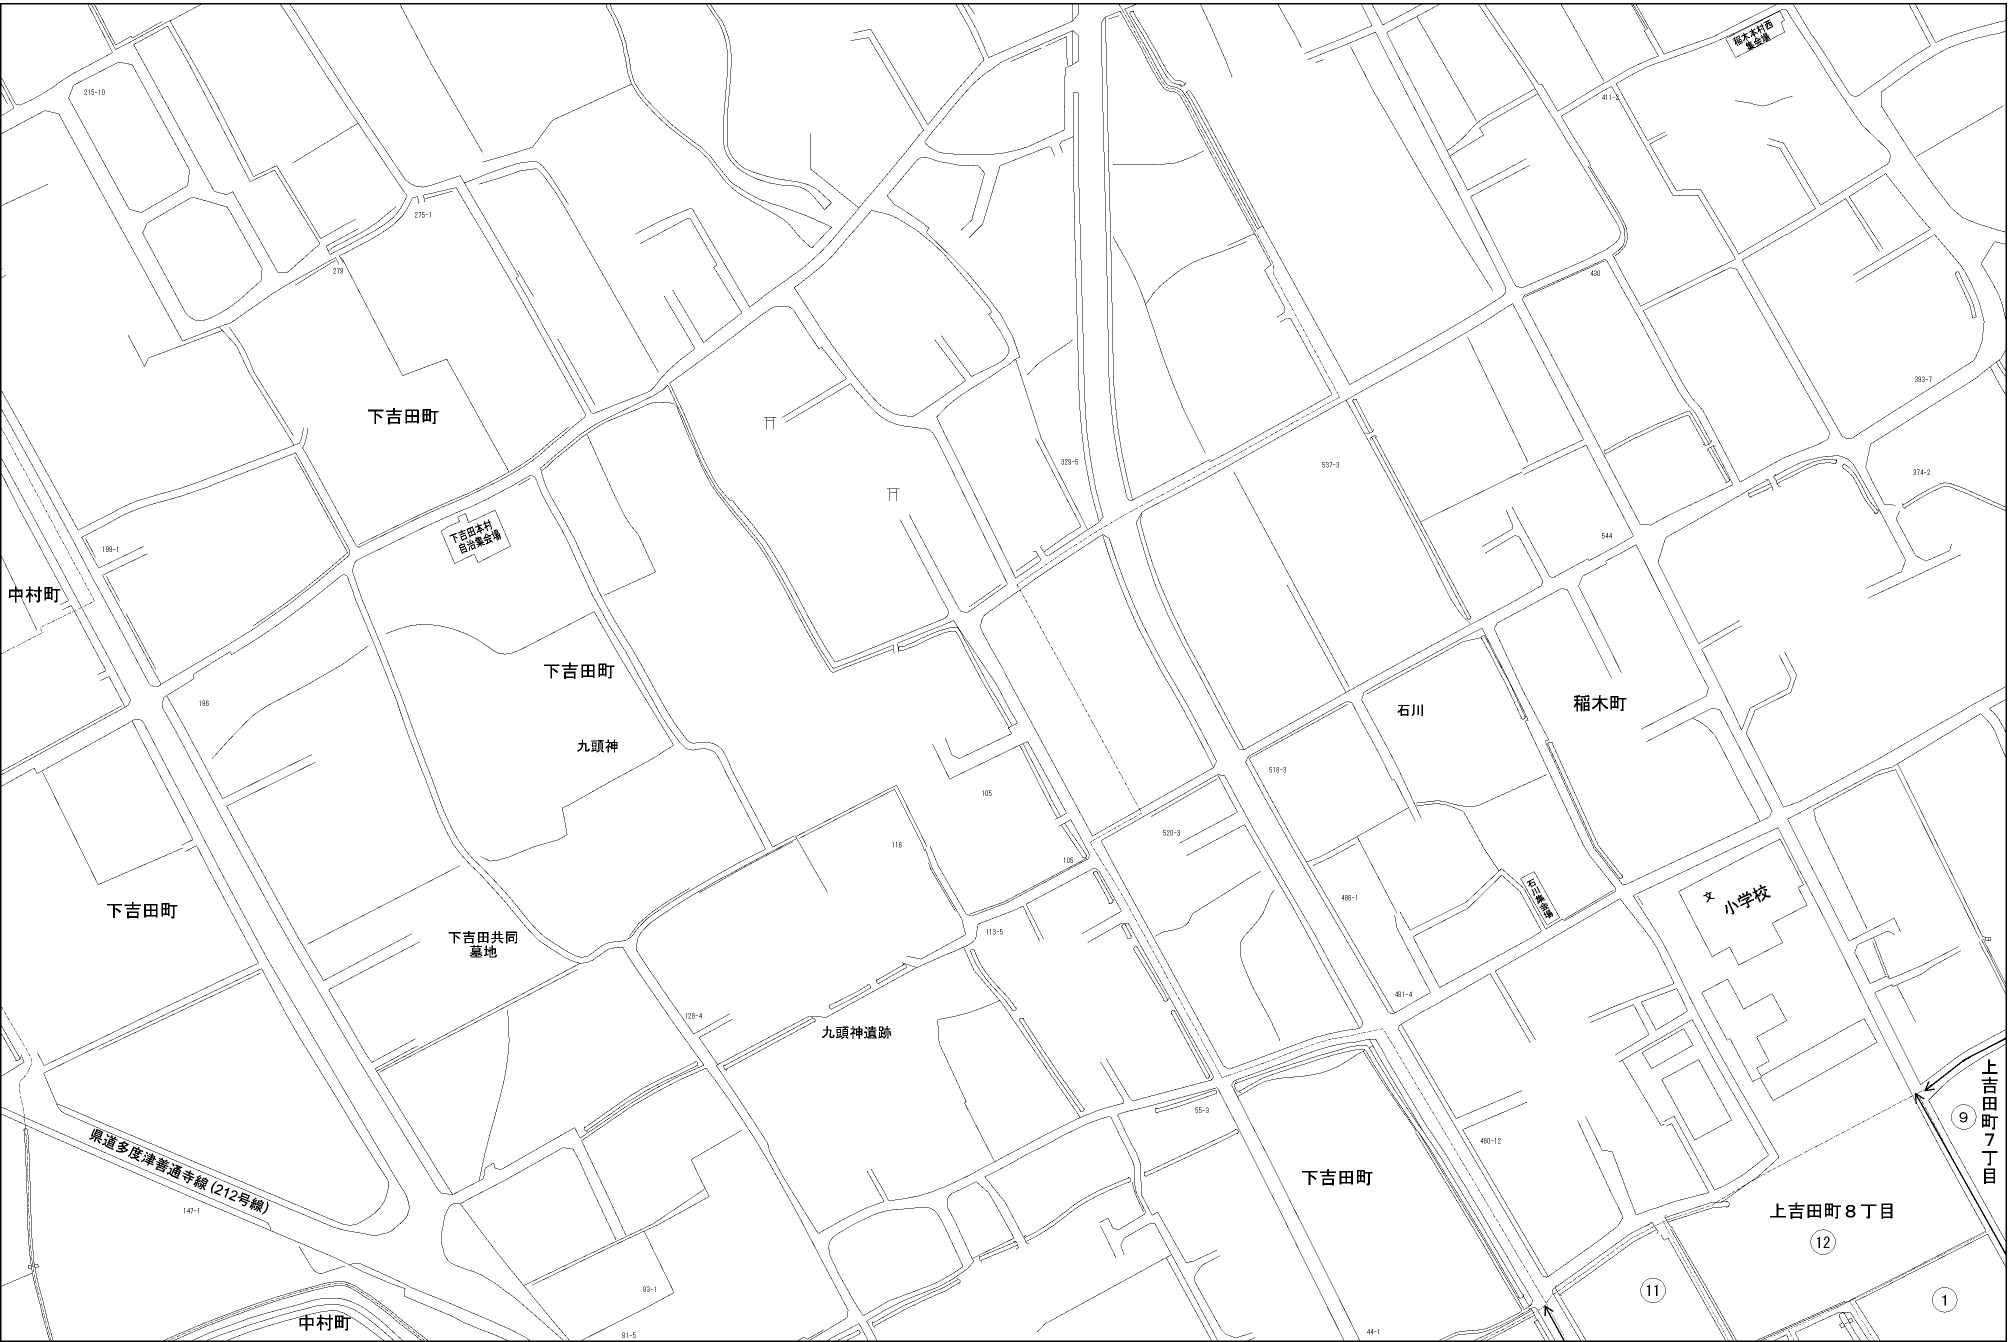 稲木本村西
集会場
215-10
411-2
275-1
279
430
393-7
下吉田町
329-5
537-3
374-2
下吉田本村
自治集会場
199-1
544
中村町
下吉田町
196
稲木町
石川
九頭神
518-3
105
520-3
116
105
486-1
石川集会場
文
小学校
下吉田町
下吉田共同
墓地
113-5
491-4
128-4
九頭神遺跡
上吉田町7丁目
9
55-3
460-12
県道多度津善通寺線(212号線)
147-1
下吉田町
上吉田町8丁目
12
93-1
11
1
中村町
91-5
44-1